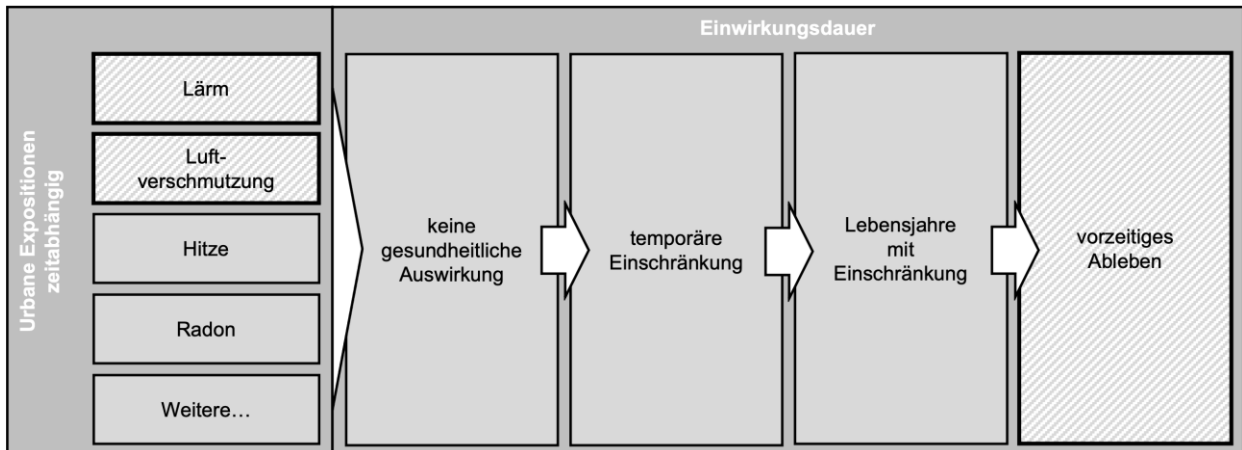 Urbane Expositionen
zeitabhängig
Lärm
Luft-
verschmutzung
Hitze
Radon
Weitere…
Einwirkungsdauer
keine
gesundheitliche
Auswirkung
temporäre
Einschränkung
Lebensjahre
mit
Einschränkung
vorzeitiges
Ableben